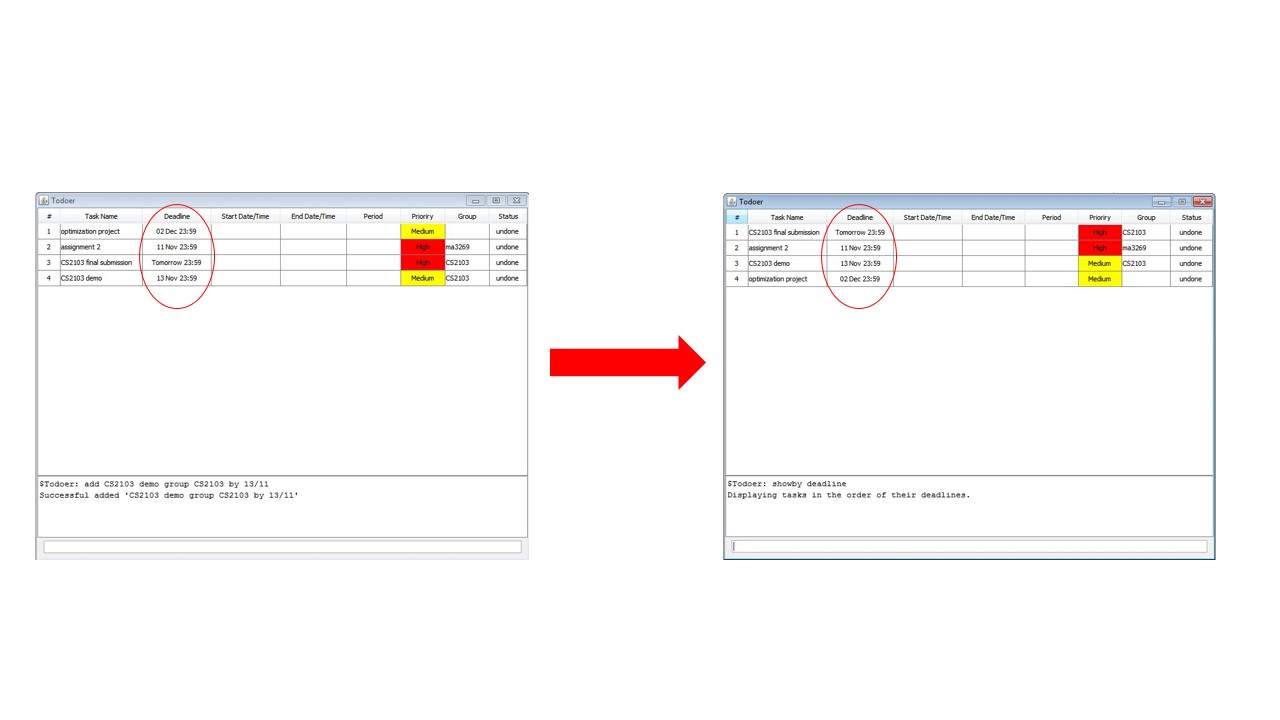 Todoer
# Task Name Deadline Start Date/Time End Date/Time Period Prioriry Group Status
1 optimization project 02 Dec 23:59 Medium undone
2 assignment 2 11 Nov 23:59 High ma3269 undone
3 CS2103 final submission Tomorrow 23:59 High CS2103 undone
4 CS2103 demo 13 Nov 23:59 Medium CS2103 undone
$Todoer: add CS2103 demo group CS2103 by 13/11
Successful added 'CS2103 demo group CS2103 by 13/11'
Todoer
# Task Name Deadline Start Date/Time End Date/Time Period Prioriry Group Status
1 CS2103 final submission Tomorrow 23:59 High CS2103 undone
2 assignment 2 11 Nov 23:59 High ma3269 undone
3 CS2103 demo 13 Nov 23:59 Medium CS2103 undone
4 optimization project 02 Dec 23:59 Medium undone
$Todoer: showby deadline
Displaying tasks in the order of their deadlines.